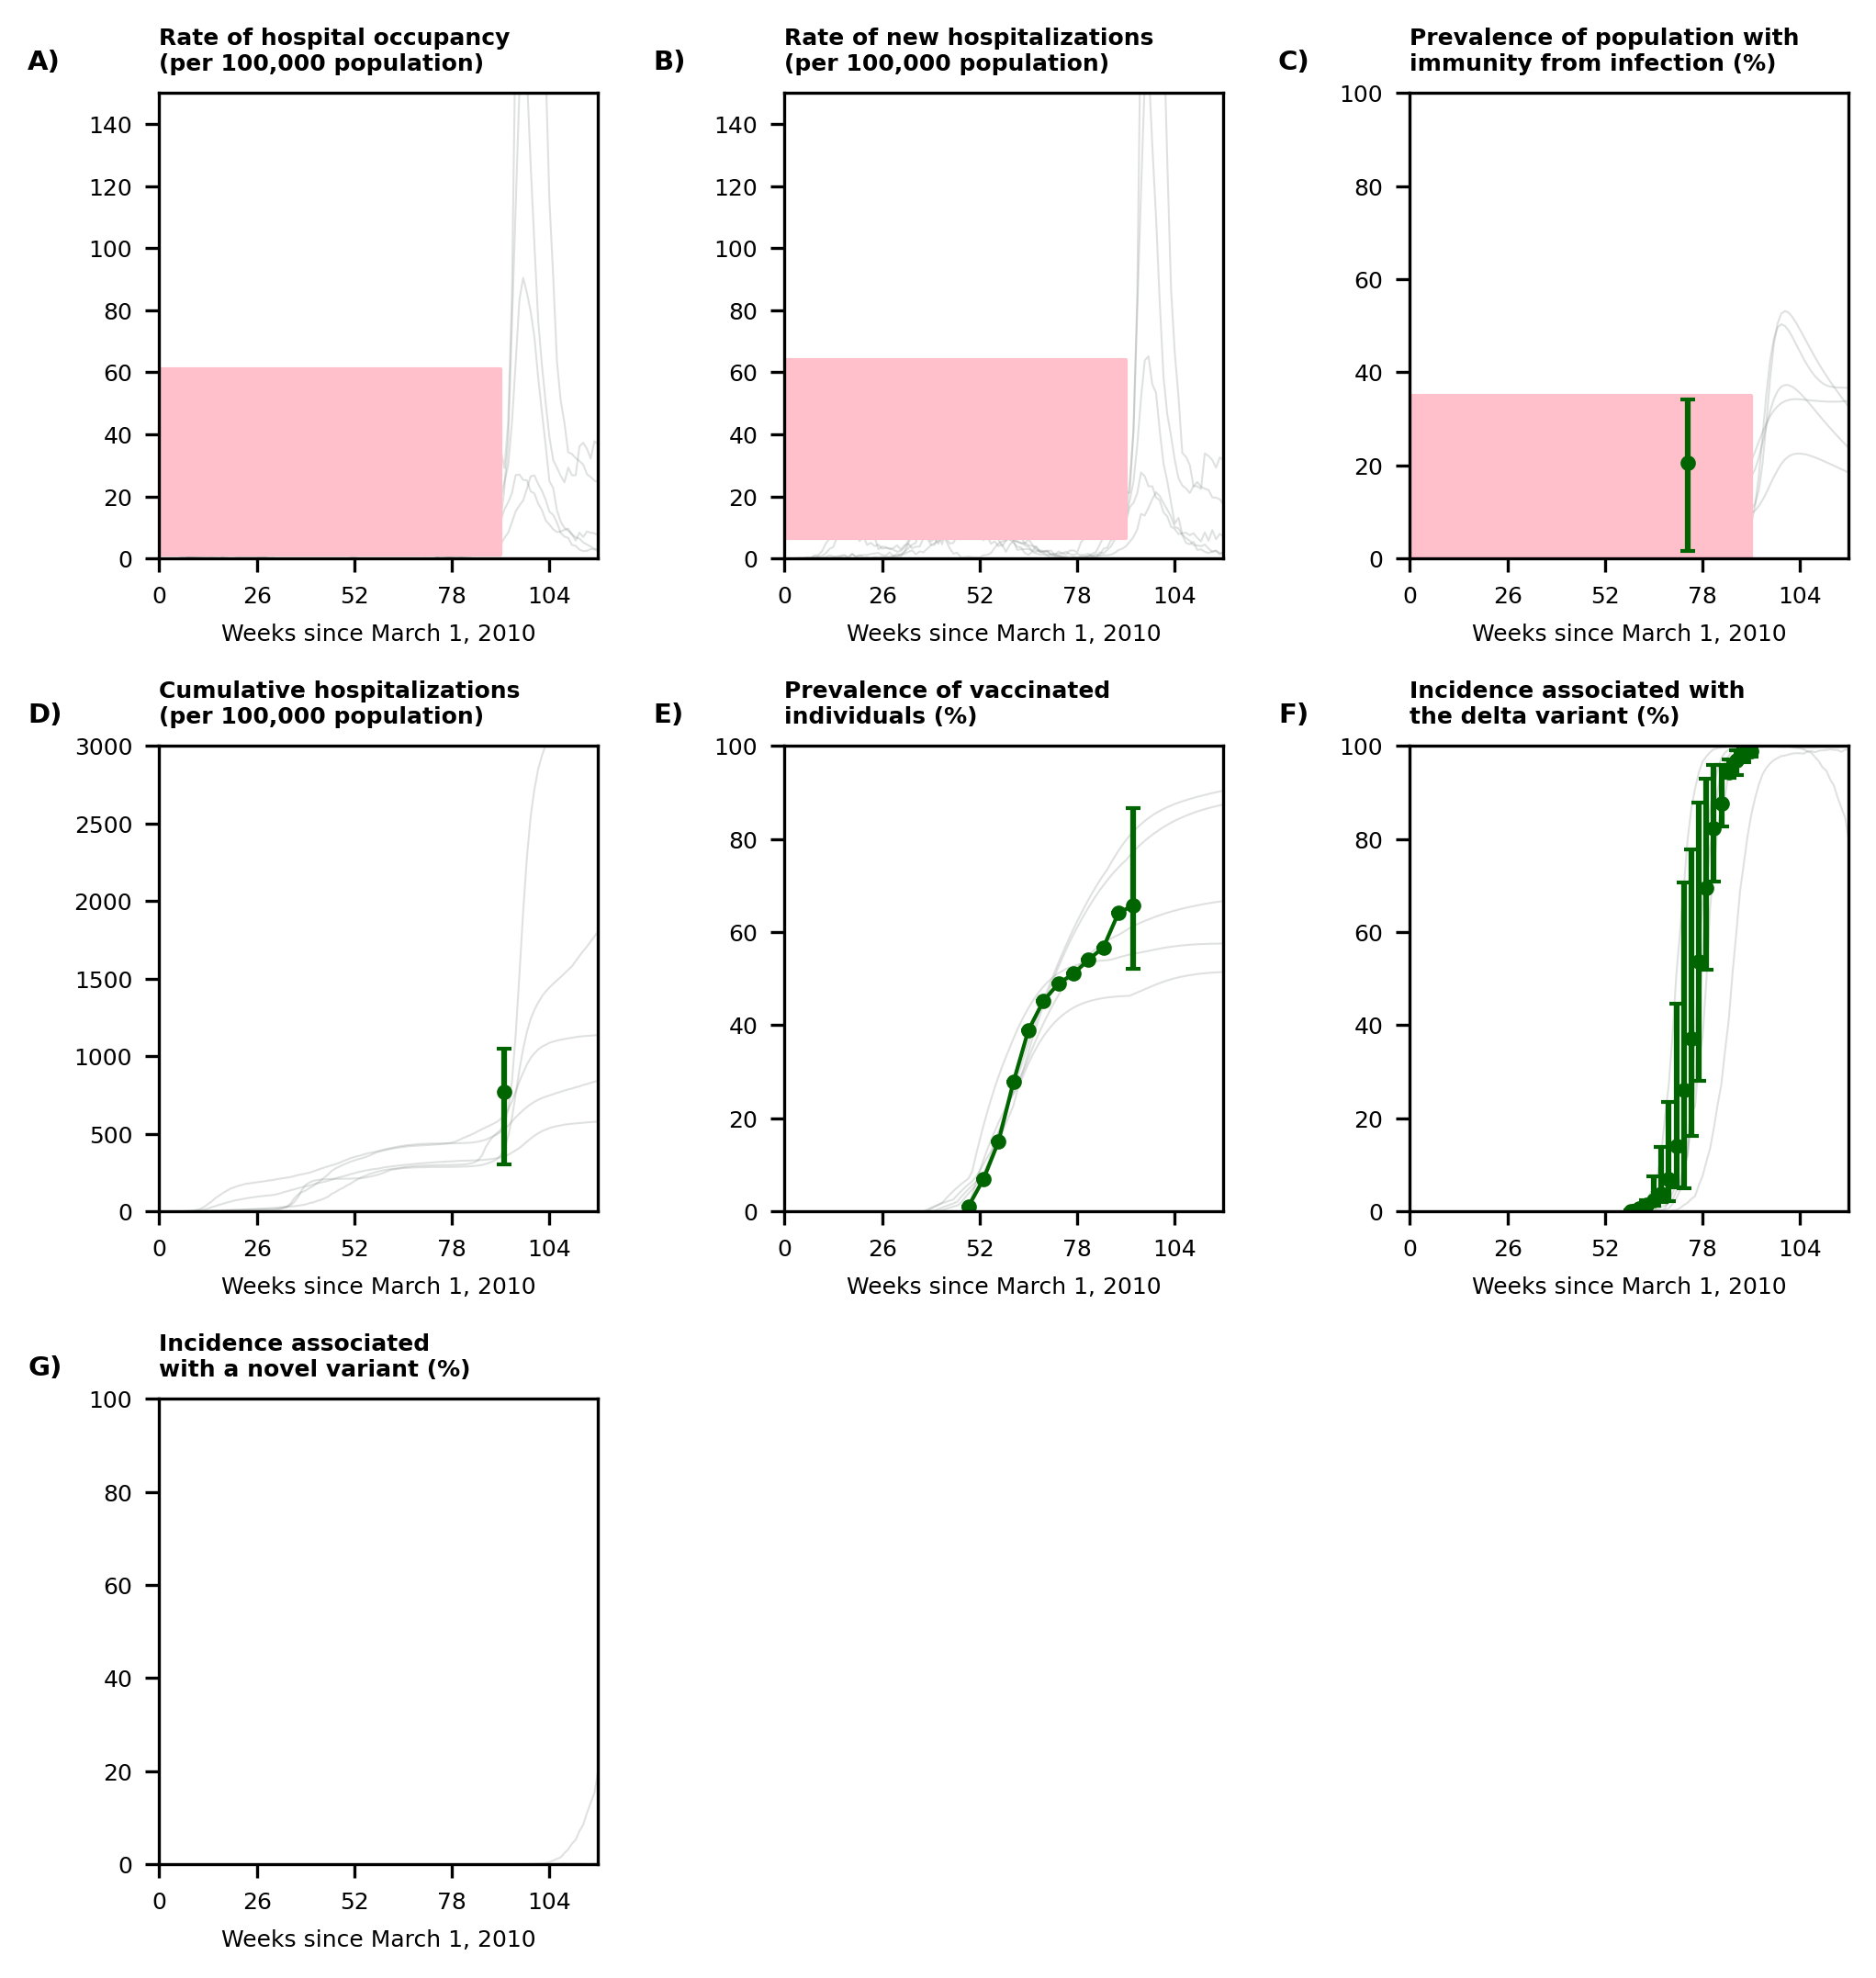 A)
Rate of hospital occupancy
(per 100,000 population)
140
120
100
80
60
40
20
0
0 26 52 78 104
Weeks since March 1, 2010
B)
Rate of new hospitalizations
(per 100,000 population)
140
120
100
80
60
40
20
0
0 26 52 78 104
Weeks since March 1, 2010
C)
Prevalence of population with
immunity from infection (%)
100
80
60
40
20
0
0 26 52 78 104
Weeks since March 1, 2010
D)
Cumulative hospitalizations
(per 100,000 population)
3000
2500
2000
1500
1000
500
0
0 26 52 78 104
Weeks since March 1, 2010
E)
Prevalence of vaccinated
individuals (%)
100
80
60
40
20
0
0 26 52 78 104
Weeks since March 1, 2010
F)
Incidence associated with
the delta variant (%)
100
80
60
40
20
0
0 26 52 78 104
Weeks since March 1, 2010
G)
Incidence associated
with a novel variant (%)
100
80
60
40
20
0
0 26 52 78 104
Weeks since March 1, 2010